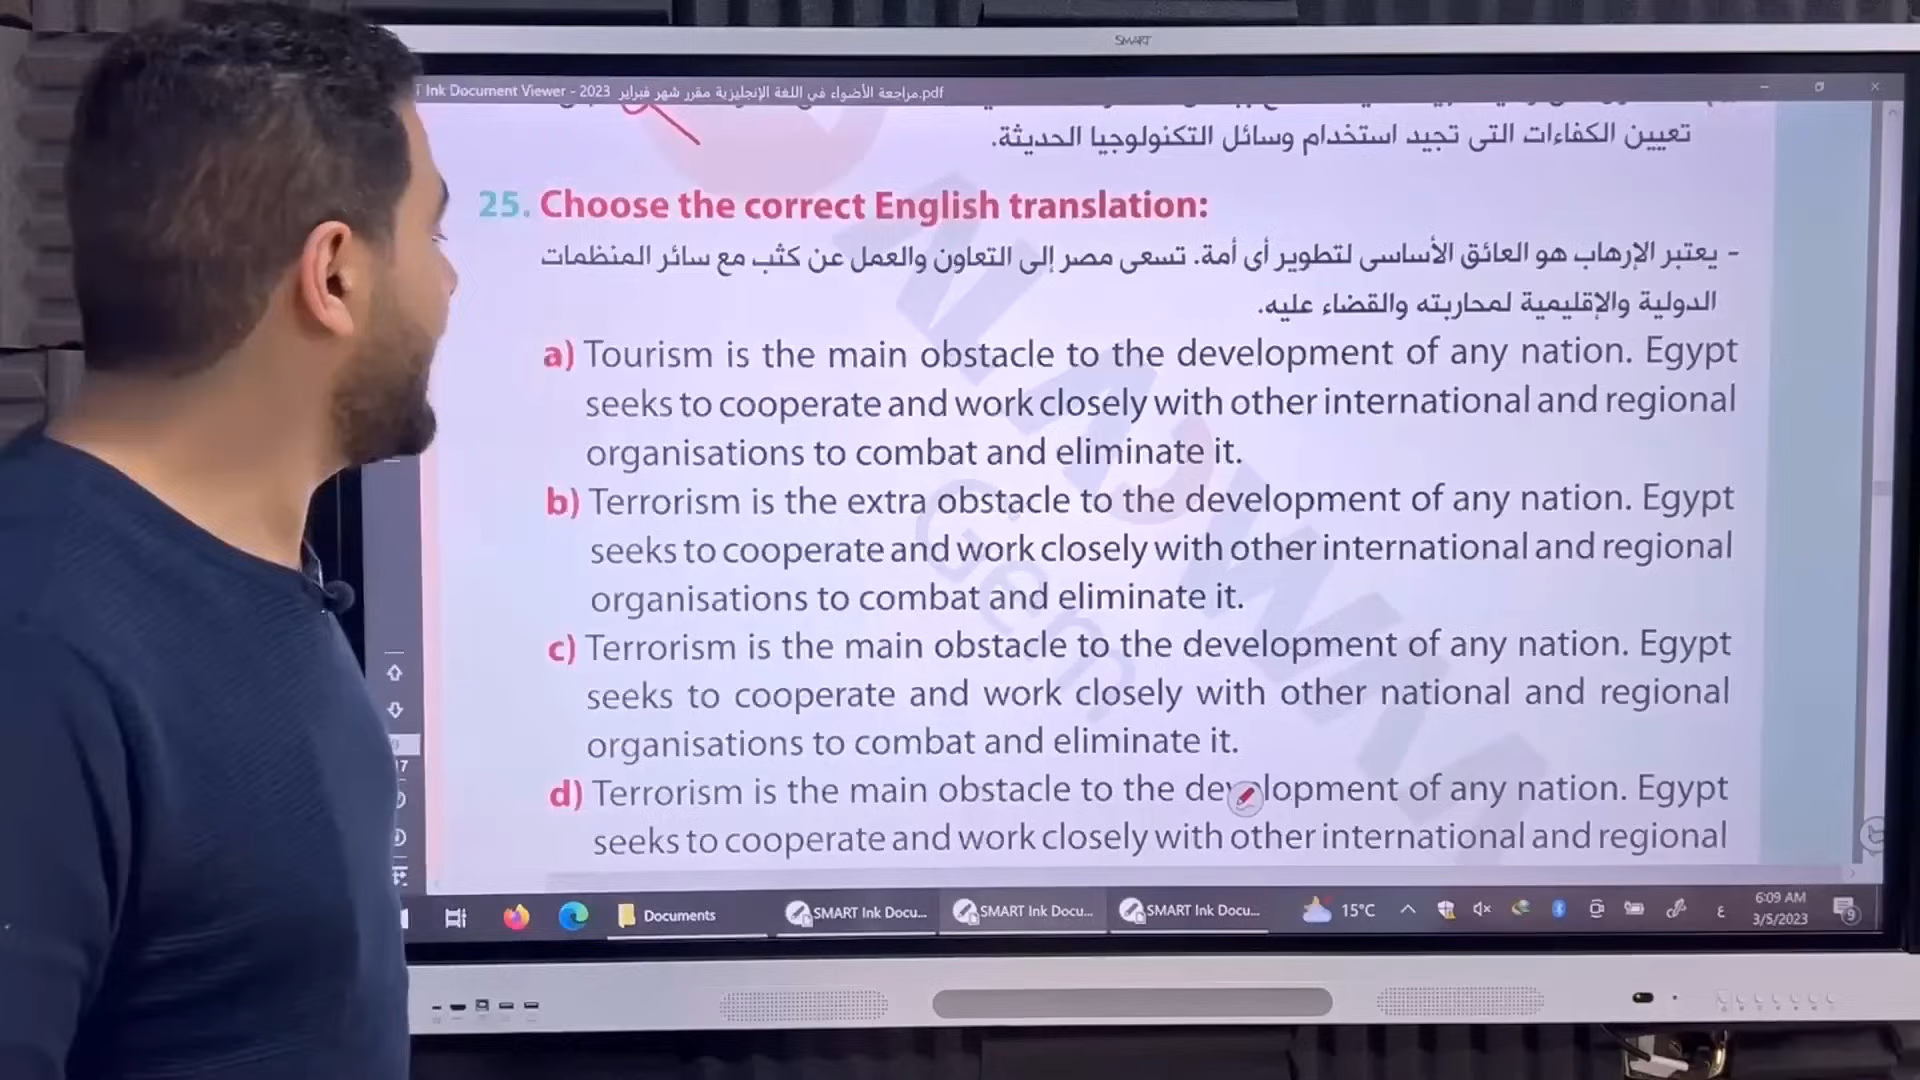 SMART
T Ink Document Viewer - مراجعة الأضواء في اللغة الإنجليزية مقرر شهر فبراير 2023.pdf
تعيين الكفاءات التى تجيد استخدام وسائل التكنولوجيا الحديثة.
25. Choose the correct English translation:
- يعتبر الإرهاب هو العائق الأساسى لتطوير أى أمة. تسعى مصر إلى التعاون والعمل عن كثب مع سائر المنظمات
الدولية والإقليمية لمحاربته والقضاء عليه.
a) Tourism is the main obstacle to the development of any nation. Egypt
seeks to cooperate and work closely with other international and regional
organisations to combat and eliminate it.
b) Terrorism is the extra obstacle to the development of any nation. Egypt
seeks to cooperate and work closely with other international and regional
organisations to combat and eliminate it.
c) Terrorism is the main obstacle to the development of any nation. Egypt
seeks to cooperate and work closely with other national and regional
organisations to combat and eliminate it.
d) Terrorism is the main obstacle to the development of any nation. Egypt
seeks to cooperate and work closely with other international and regional
Documents
SMART Ink Docu...
SMART Ink Docu...
SMART Ink Docu...
15°C
ع
6:09 AM
3/5/2023
9